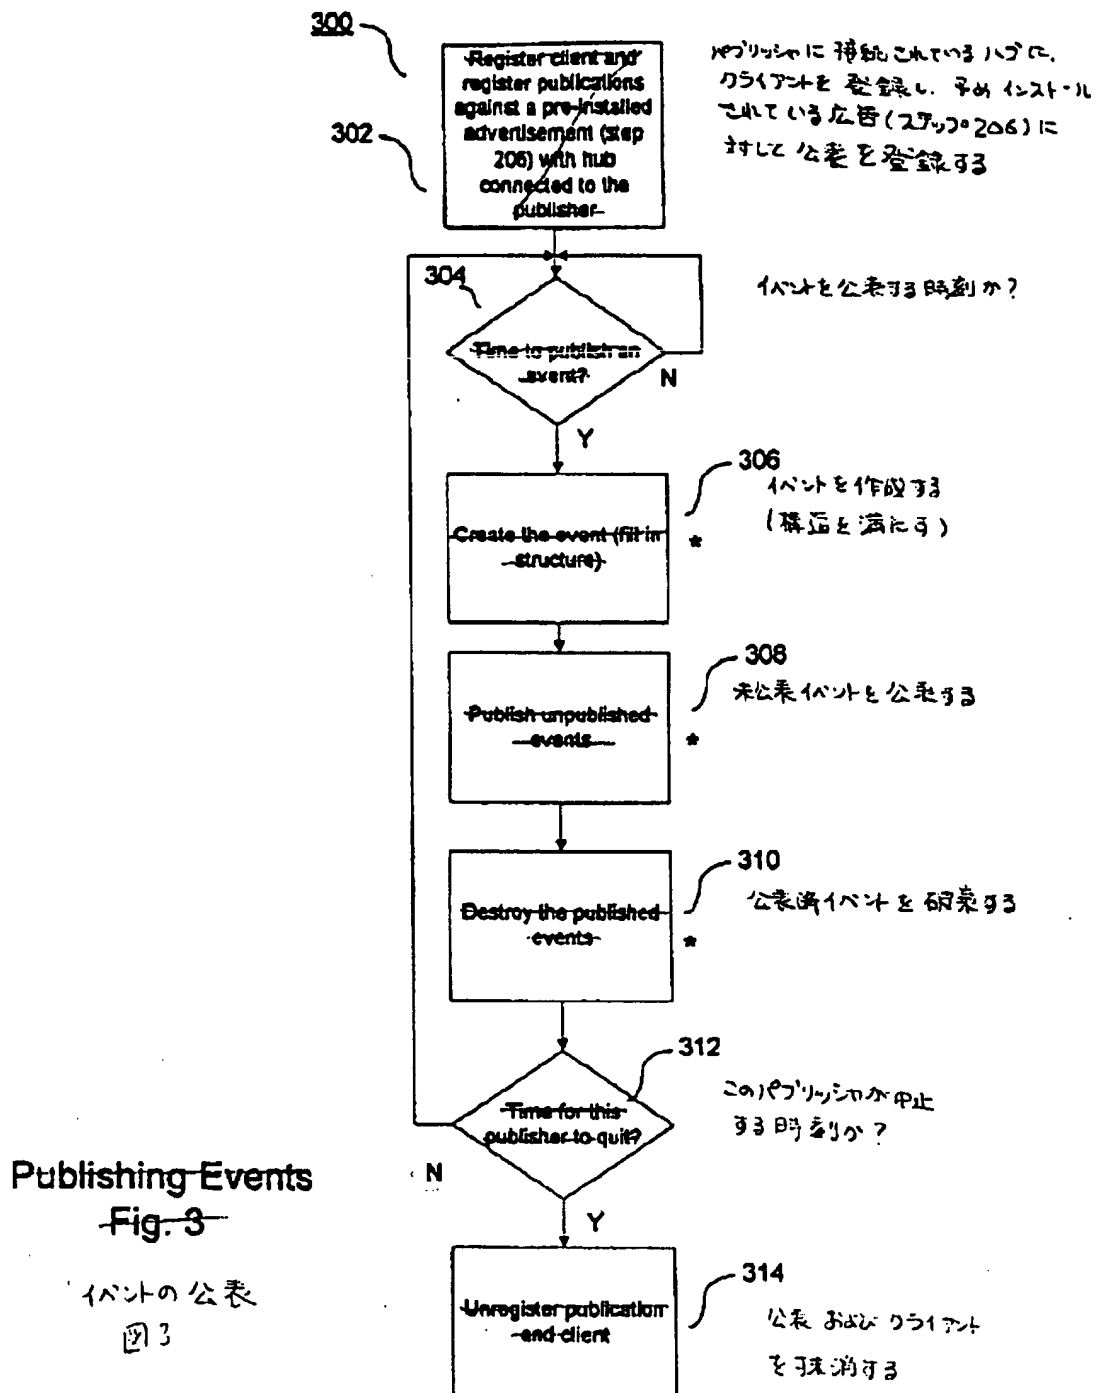 300
Register client and
register publications
against a pre-installed
advertisement (step
206) with hub
connected to the
publisher
302
パブリッシャに接続されているハブに、
クライアントを登録し、予めインストール
されている広告(ステップ206)に
対して公表を登録する
304
Time to publish an
event?
イベントを公表する時刻か?
N
Y
306
Create the event (fill in
structure)
*
イベントを作成する
(構造を満たす)
308
Publish unpublished
events
*
未公表イベントを公表する
310
Destroy the published
events
*
公表済イベントを破棄する
312
Time for this
publisher to quit?
このパブリッシャが中止
する時刻か?
N
Y
314
Unregister publication
and client
公表およびクライアント
を抹消する
Publishing Events
Fig. 3
イベントの公表
図3